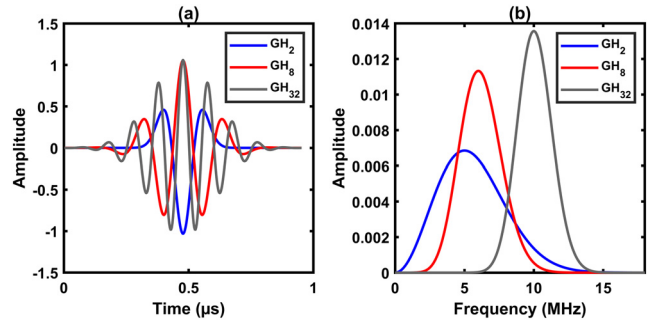 (a)
1.5
1
0.5
0
-0.5
-1
-1.5
0
0.5
1
Amplitude
Time (µs)
GH2
GH8
GH32
(b)
0.014
0.012
0.01
0.008
0.006
0.004
0.002
0
0
5
10
15
Amplitude
Frequency (MHz)
GH2
GH8
GH32